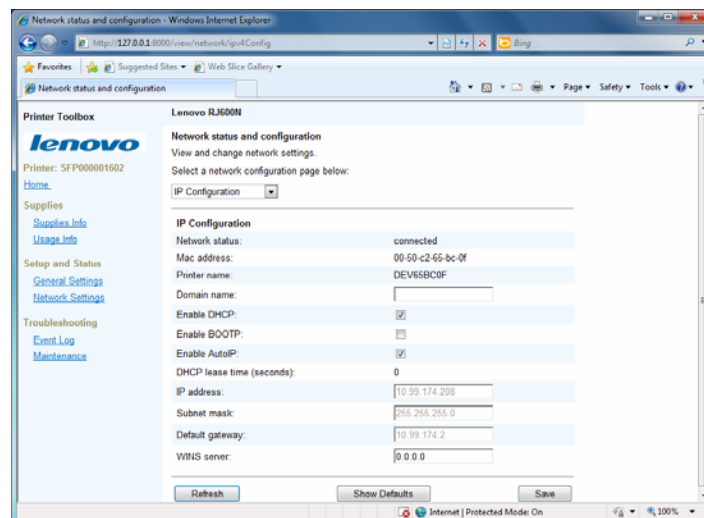 Network status and configuration - Windows Internet Explorer
http://127.0.0.1:8000/view/network/ipv4Config
Bing
Favorites
Suggested Sites
Web Slice Gallery
Network status and configuration
Page
Safety
Tools
Printer Toolbox
lenovo
Printer: SFP000001602
Home
Supplies
Supplies Info
Usage Info
Setup and Status
General Settings
Network Settings
Troubleshooting
Event Log
Maintenance
Lenovo RJ600N
Network status and configuration
View and change network settings.
Select a network configuration page below:
IP Configuration
IP Configuration
Network status: connected
Mac address: 00-50-c2-65-bc-0f
Printer name: DEV65BC0F
Domain name:
Enable DHCP:
Enable BOOTP:
Enable AutoIP:
DHCP lease time (seconds): 0
IP address: 10.99.174.208
Subnet mask: 255.255.255.0
Default gateway: 10.99.174.2
WINS server: 0.0.0.0
Refresh Show Defaults Save
Internet | Protected Mode: On
100%